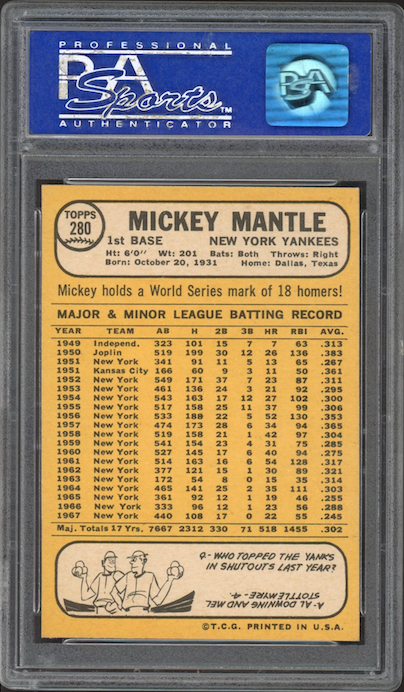 PROFESSIONAL
PSA
Sports™
AUTHENTICATOR
PSA
TOPPS
280
MICKEY MANTLE
1st BASE NEW YORK YANKEES
Ht: 6'0" Wt: 201 Bats: Both Throws: Right
Born: October 20, 1931 Home: Dallas, Texas
Mickey holds a World Series mark of 18 homers!
MAJOR & MINOR LEAGUE BATTING RECORD
YEAR TEAM AB H 2B 3B HR RBI AVG.
1949 Independ. 323 101 15 7 7 63 .313
1950 Joplin 519 199 30 12 26 136 .383
1951 New York 341 91 11 5 13 65 .267
1951 Kansas City 166 60 9 3 11 50 .361
1952 New York 549 171 37 7 23 87 .311
1953 New York 461 136 24 3 21 92 .295
1954 New York 543 163 17 12 27 102 .300
1955 New York 517 158 25 11 37 99 .306
1956 New York 533 188 22 5 52 130 .353
1957 New York 474 173 28 6 34 94 .365
1958 New York 519 158 21 1 42 97 .304
1959 New York 541 154 23 4 31 75 .285
1960 New York 527 145 17 6 40 94 .275
1961 New York 514 163 16 6 54 128 .317
1962 New York 377 121 15 1 30 89 .321
1963 New York 172 54 8 0 15 35 .314
1964 New York 465 141 25 2 35 111 .303
1965 New York 361 92 12 1 19 46 .255
1966 New York 333 96 12 1 23 56 .288
1967 New York 440 108 17 0 22 55 .245
Maj. Totals 17 Yrs. 7667 2312 330 71 518 1455 .302
Q- WHO TOPPED THE YANKS
IN SHUTOUTS LAST YEAR?
A- AL DOWNING AND MEL
STOTTLEMYRE - 4.
©T.C.G. PRINTED IN U.S.A.